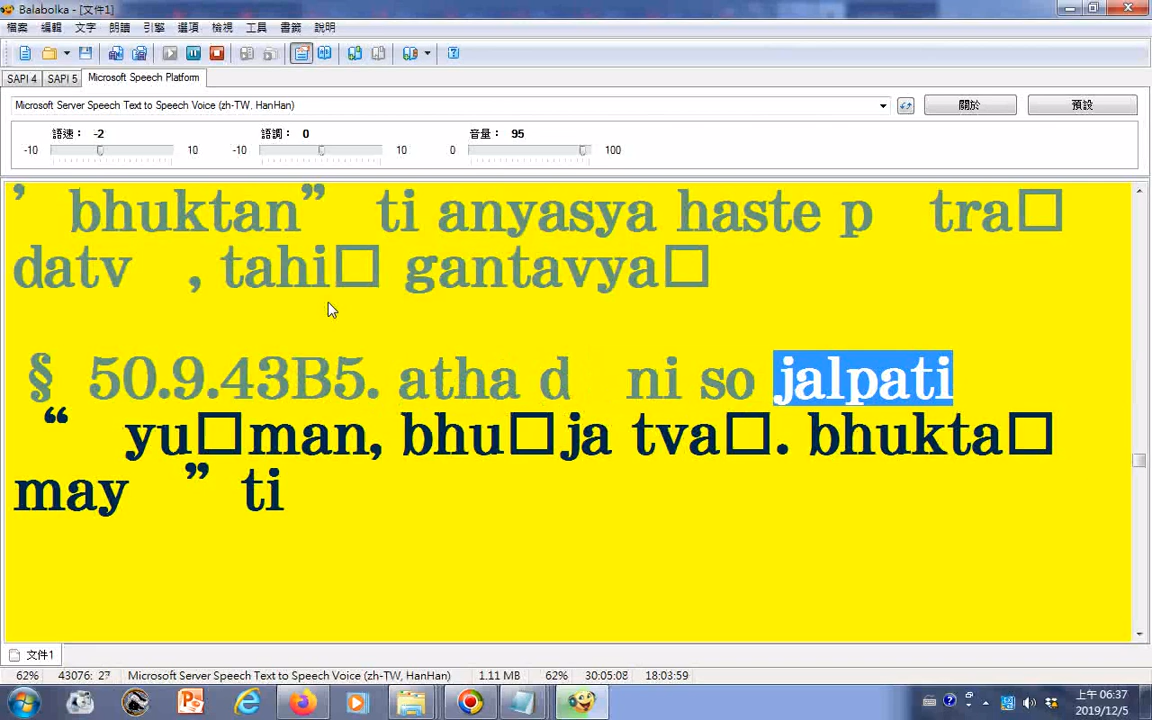 Balabolka - [文件1]
檔案 編輯 文字 朗讀 引擎 選項 檢視 工具 書籤 說明
SAPI 4 SAPI 5 Microsoft Speech Platform
Microsoft Server Speech Text to Speech Voice (zh-TW, HanHan) 關於 預設
語速： -2 語調： 0 音量： 95
-10 10 -10 10 0 100
’ bhuktan” ti anyasya haste p tra□
datv , tahi□ gantavya□
§ 50.9.43B5. atha d ni so jalpati
“ yu□man, bhu□ja tva□. bhukta□
may ” ti
文件1
62% 43076: 27 Microsoft Server Speech Text to Speech Voice (zh-TW, HanHan) 1.11 MB 62% 30:05:08 18:03:59
上午 06:37
2019/12/5